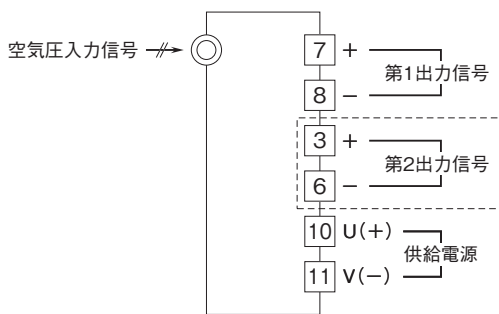 空気圧入力信号
7 +
第1出力信号
8 −
3 +
第2出力信号
6 −
10 U(+)
供給電源
11 V(−)